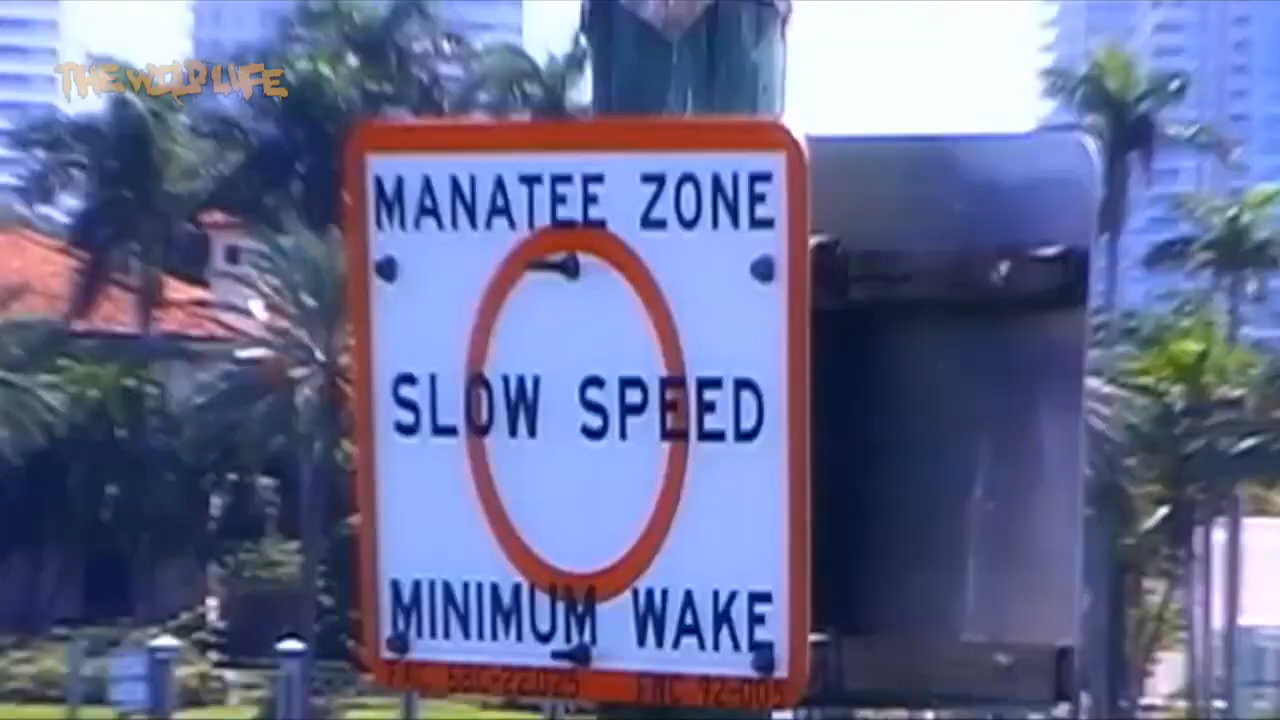 THE WILD LIFE
MANATEE ZONE
SLOW SPEED
MINIMUM WAKE